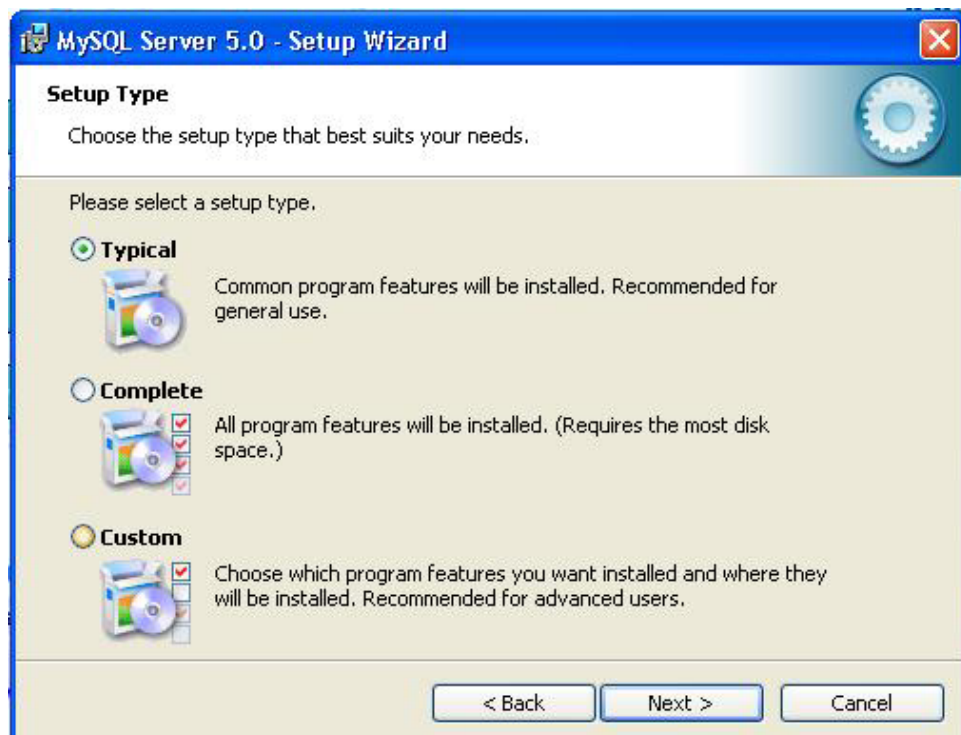 MySQL Server 5.0 - Setup Wizard
Setup Type
Choose the setup type that best suits your needs.
Please select a setup type.
Typical
Common program features will be installed. Recommended for
general use.
Complete
All program features will be installed. (Requires the most disk
space.)
Custom
Choose which program features you want installed and where they
will be installed. Recommended for advanced users.
< Back
Next >
Cancel